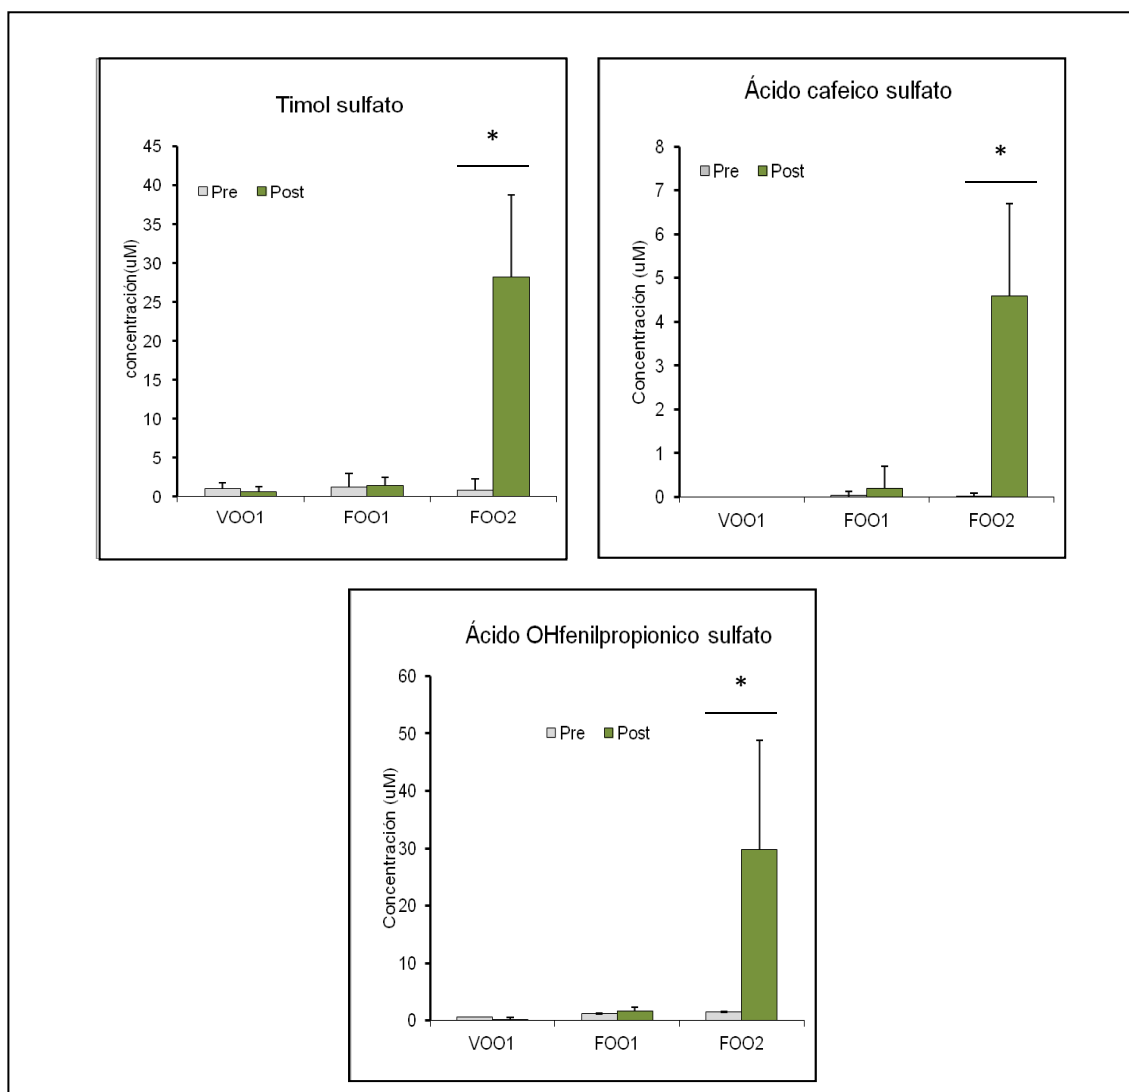 Timol sulfato
*
45
40
35
30
25
20
15
10
5
0
concentración(uM)
Pre Post
VOO1 FOO1 FOO2
Ácido cafeico sulfato
*
8
7
6
5
4
3
2
1
0
Concentración (uM)
Pre Post
VOO1 FOO1 FOO2
Ácido OHfenilpropionico sulfato
*
60
50
40
30
20
10
0
Concentración (uM)
Pre Post
VOO1 FOO1 FOO2